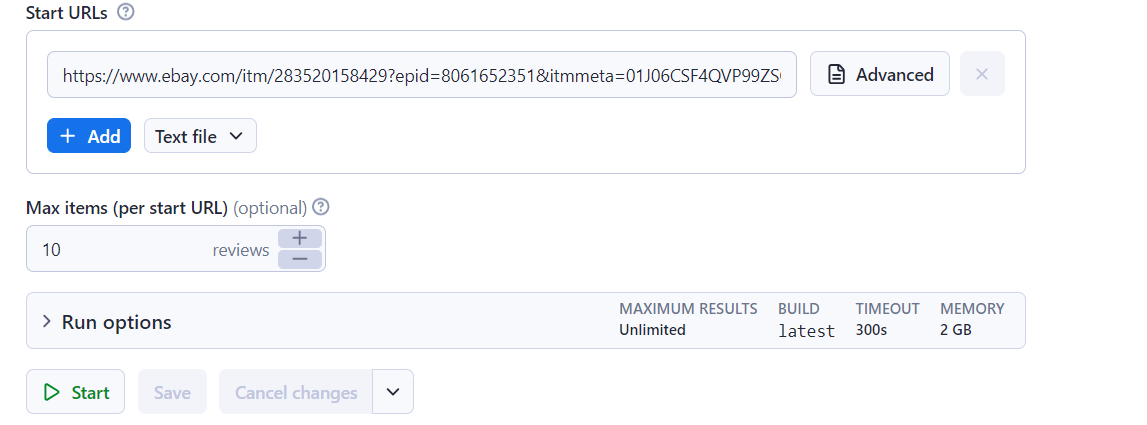 Start URLs
https://www.ebay.com/itm/283520158429?epid=8061652351&itmmeta=01J06CSF4QVP99ZS
Advanced
Add
Text file
Max items (per start URL) (optional)
10 reviews
Run options
MAXIMUM RESULTS BUILD TIMEOUT MEMORY
Unlimited latest 300s 2 GB
Start Save Cancel changes